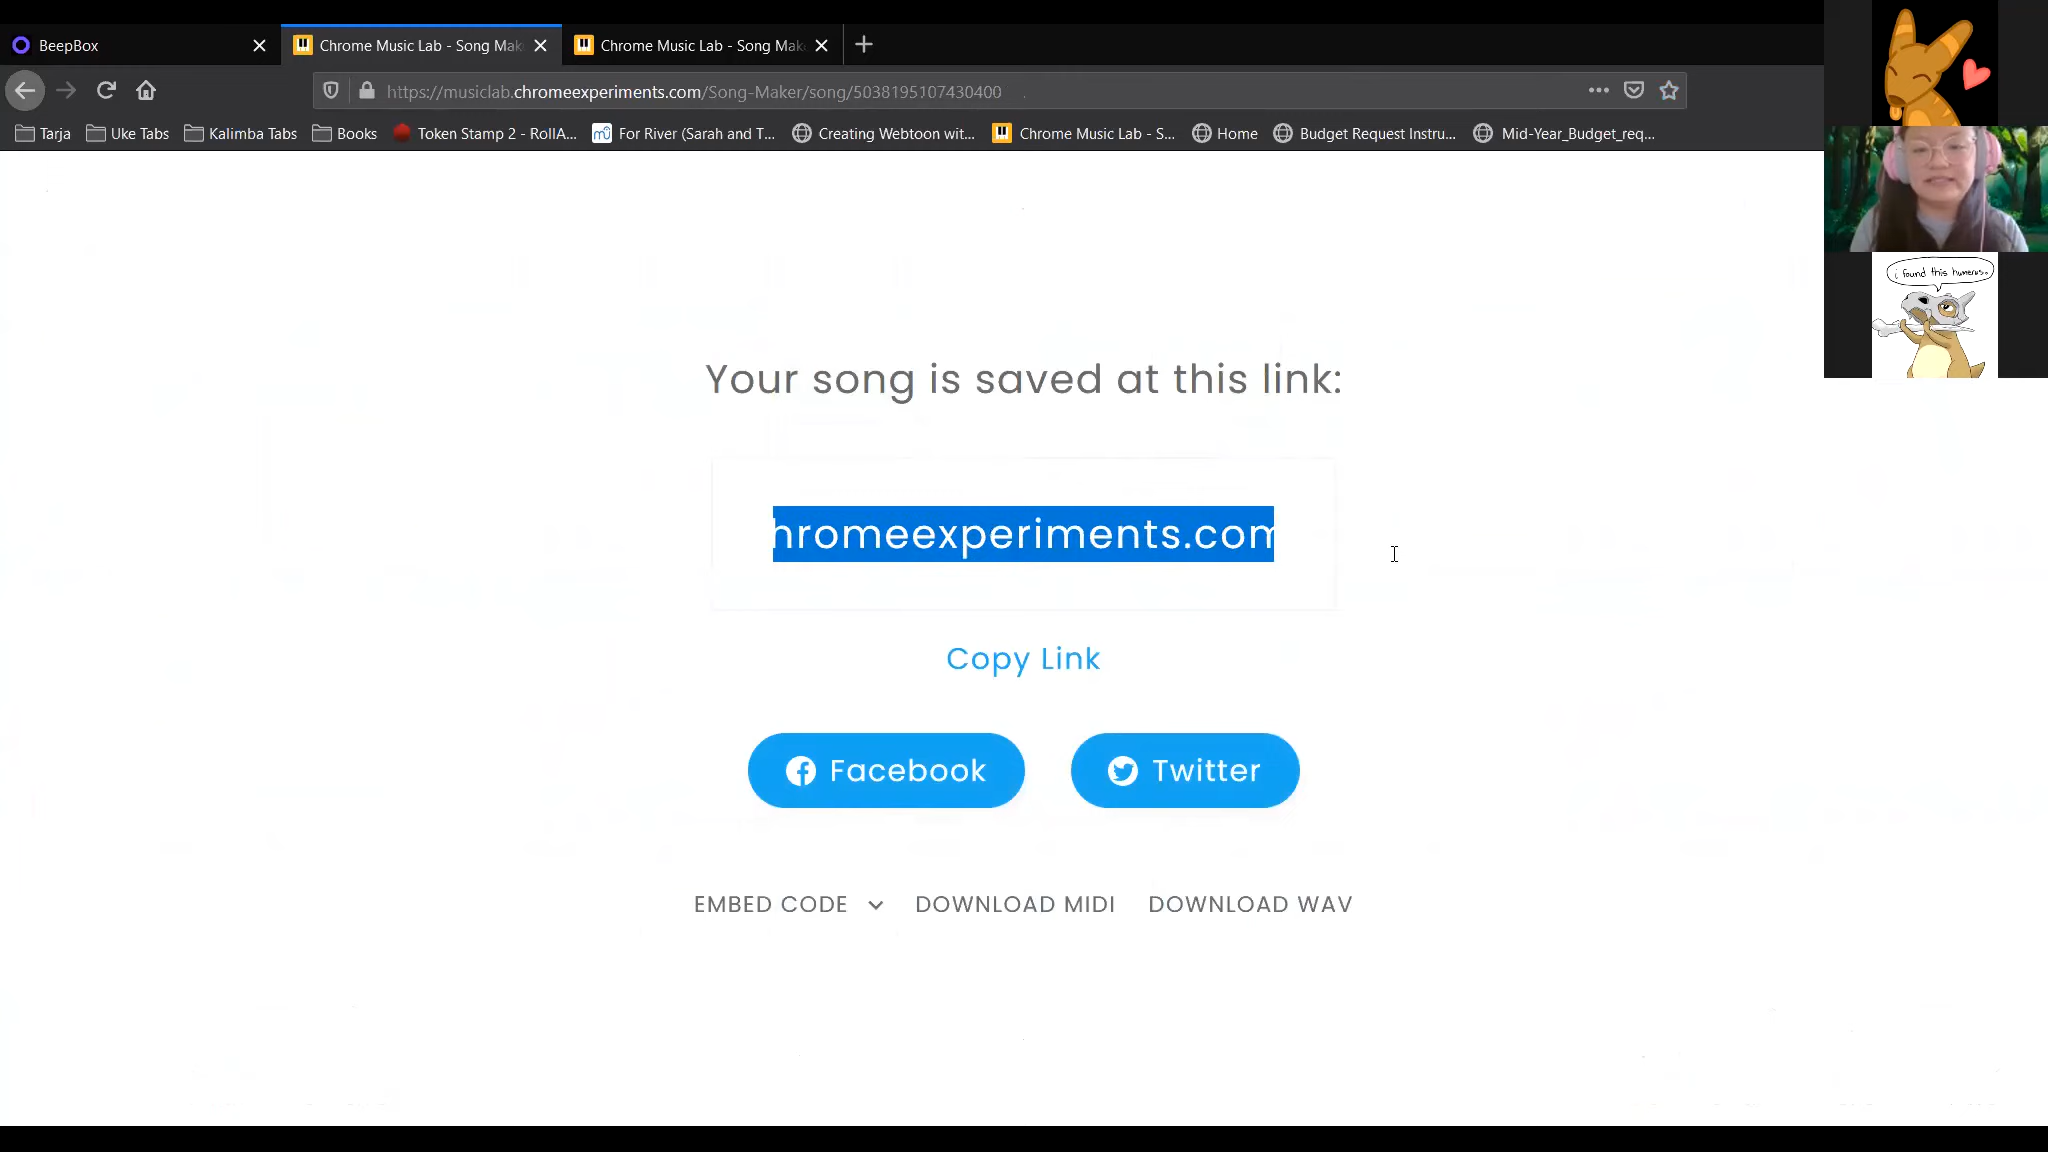 BeepBox
Chrome Music Lab - Song Mak
Chrome Music Lab - Song Mak
https://musiclab.chromeexperiments.com/Song-Maker/song/5038195107430400
Tarja
Uke Tabs
Kalimba Tabs
Books
Token Stamp 2 - RollA...
For River (Sarah and T...
Creating Webtoon wit...
Chrome Music Lab - S...
Home
Budget Request Instru...
Mid-Year_Budget_req...
i found this humerus.
Your song is saved at this link:
hromeexperiments.com
Copy Link
Facebook
Twitter
EMBED CODE
DOWNLOAD MIDI
DOWNLOAD WAV